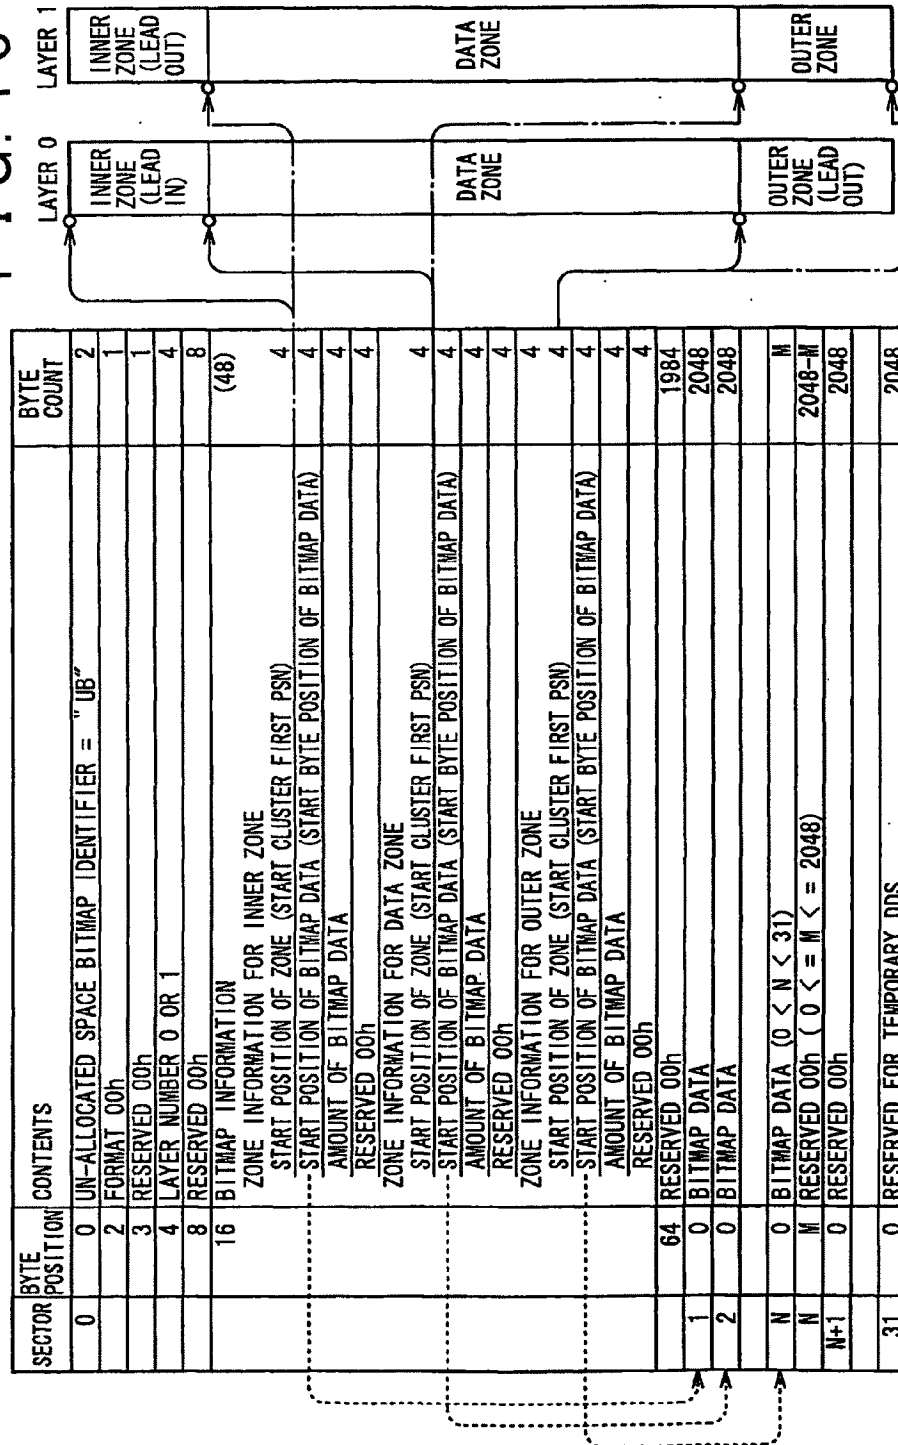 SECTOR BYTE POSITION CONTENTS BYTE COUNT
0 0 UN-ALLOCATED SPACE BITMAP IDENTIFIER = "UB" 2
2 FORMAT 00h 1
3 RESERVED 00h 1
4 LAYER NUMBER 0 OR 1 4
8 RESERVED 00h 8
16 BITMAP INFORMATION (48)
ZONE INFORMATION FOR INNER ZONE
START POSITION OF ZONE (START CLUSTER FIRST PSN) 4
START POSITION OF BITMAP DATA (START BYTE POSITION OF BITMAP DATA) 4
AMOUNT OF BITMAP DATA 4
RESERVED 00h 4
ZONE INFORMATION FOR DATA ZONE
START POSITION OF ZONE (START CLUSTER FIRST PSN) 4
START POSITION OF BITMAP DATA (START BYTE POSITION OF BITMAP DATA) 4
AMOUNT OF BITMAP DATA 4
RESERVED 00h 4
ZONE INFORMATION FOR OUTER ZONE 4
START POSITION OF ZONE (START CLUSTER FIRST PSN) 4
START POSITION OF BITMAP DATA (START BYTE POSITION OF BITMAP DATA) 4
AMOUNT OF BITMAP DATA 4
RESERVED 00h 4
64 RESERVED 00h 1984
1 0 BITMAP DATA 2048
2 0 BITMAP DATA 2048
N 0 BITMAP DATA (0 < N < 31) M
N M RESERVED 00h ( 0 < = M < = 2048) 2048-M
N+1 0 RESERVED 00h 2048
31 0 RESERVED FOR TEMPORARY DDS 2048
LAYER 0
INNER
ZONE
(LEAD
IN)
DATA
ZONE
OUTER
ZONE
(LEAD
OUT)
LAYER 1
INNER
ZONE
(LEAD
OUT)
DATA
ZONE
OUTER
ZONE